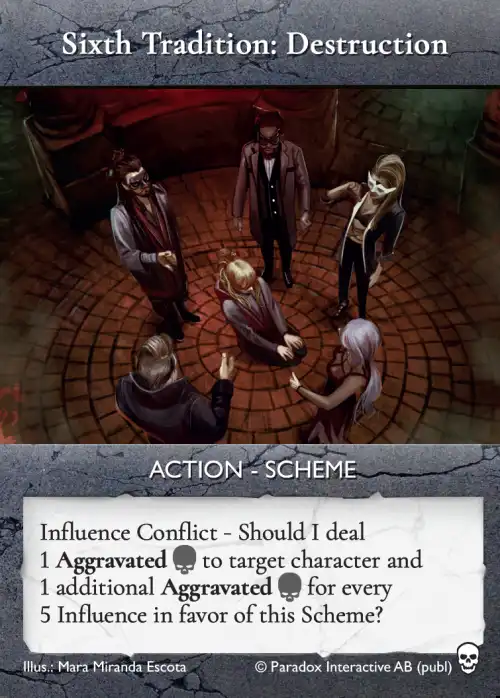 Sixth Tradition: Destruction
ACTION - SCHEME
Influence Conflict - Should I deal
1 Aggravated to target character and
1 additional Aggravated for every
5 Influence in favor of this Scheme?
Illus.: Mara Miranda Escota
© Paradox Interactive AB (publ)